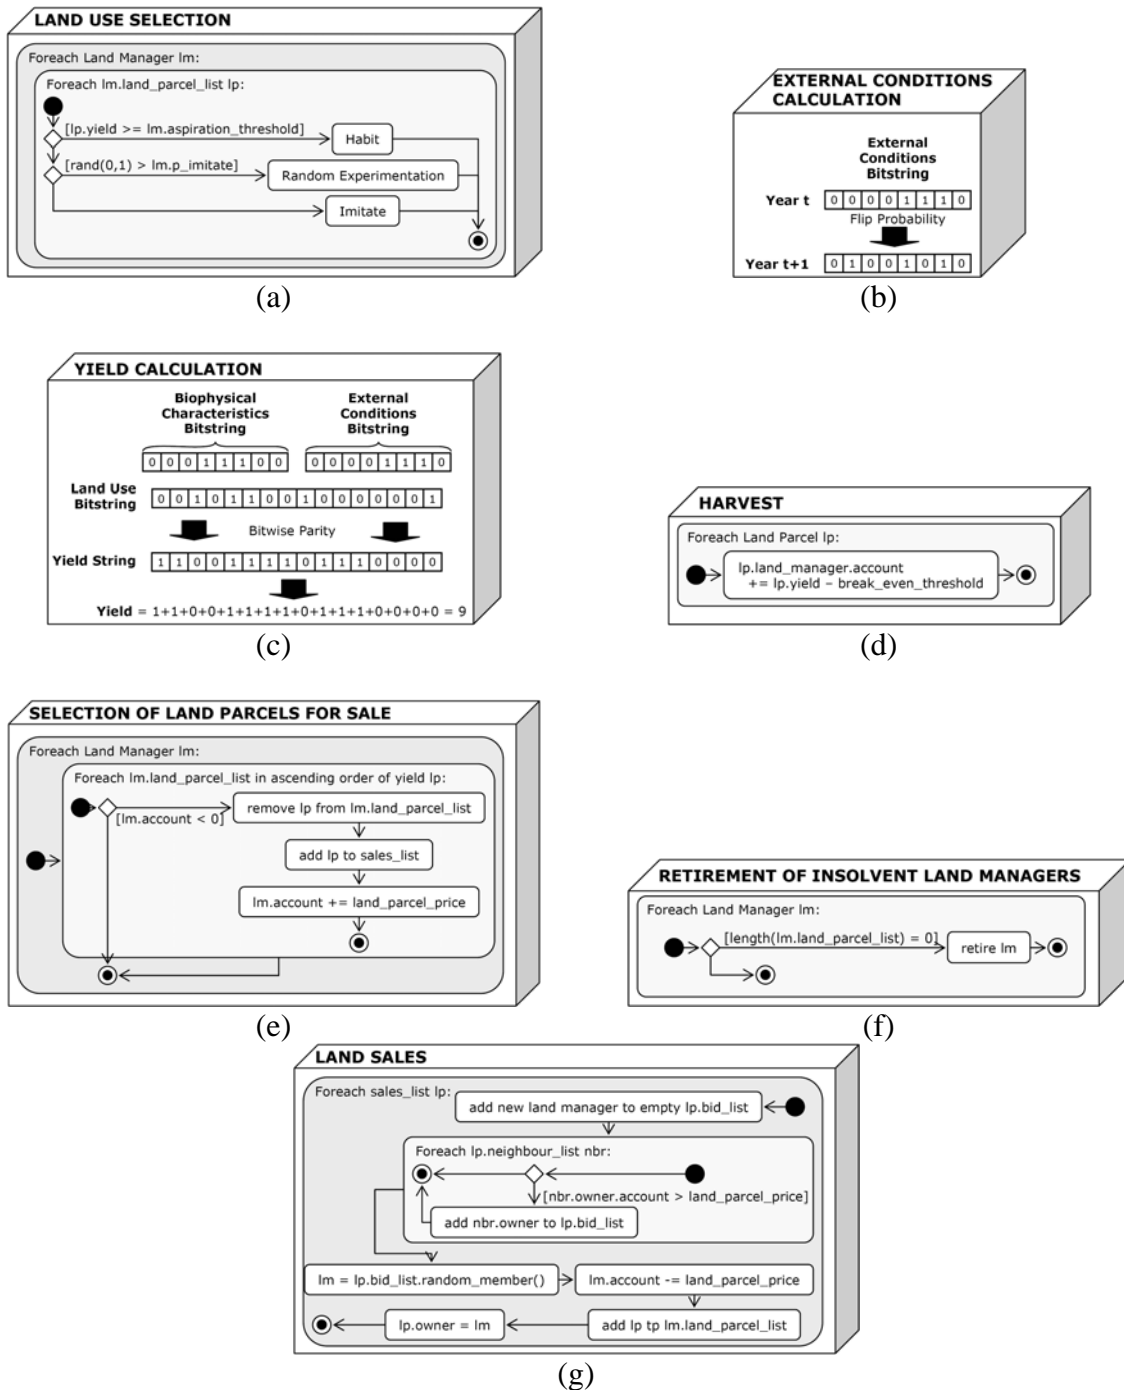 LAND USE SELECTION
Foreach Land Manager lm:
Foreach lm.land_parcel_list lp:
[lp.yield >= lm.aspiration_threshold]
Habit
[rand(0,1) > lm.p_imitate]
Random Experimentation
Imitate
(a)
EXTERNAL CONDITIONS
CALCULATION
External
Conditions
Bitstring
Year t 0 0 0 0 1 1 1 0
Flip Probability
Year t+1 0 1 0 0 1 0 1 0
(b)
YIELD CALCULATION
Biophysical
Characteristics
Bitstring
External
Conditions
Bitstring
0 0 0 1 1 1 0 0
0 0 0 0 1 1 1 0
Land Use
Bitstring
0 0 1 0 1 1 0 0 1 0 0 0 0 0 0 1
Bitwise Parity
Yield String 1 1 0 0 1 1 1 1 0 1 1 1 0 0 0 0
Yield = 1+1+0+0+1+1+1+1+0+1+1+1+0+0+0+0 = 9
(c)
HARVEST
Foreach Land Parcel lp:
lp.land_manager.account
+= lp.yield – break_even_threshold
(d)
SELECTION OF LAND PARCELS FOR SALE
Foreach Land Manager lm:
Foreach lm.land_parcel_list in ascending order of yield lp:
[lm.account < 0]
remove lp from lm.land_parcel_list
add lp to sales_list
lm.account += land_parcel_price
(e)
RETIREMENT OF INSOLVENT LAND MANAGERS
Foreach Land Manager lm:
[length(lm.land_parcel_list) = 0]
retire lm
(f)
LAND SALES
Foreach sales_list lp:
add new land manager to empty lp.bid_list
Foreach lp.neighbour_list nbr:
[nbr.owner.account > land_parcel_price]
add nbr.owner to lp.bid_list
lm = lp.bid_list.random_member()
lm.account -= land_parcel_price
lp.owner = lm
add lp tp lm.land_parcel_list
(g)